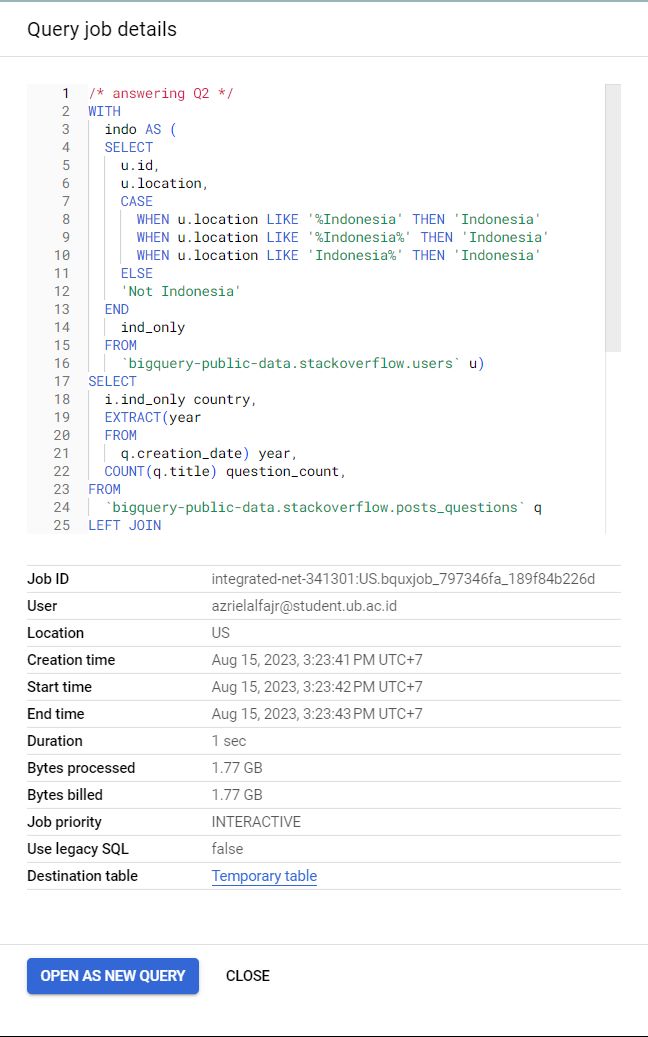 Query job details
1 /* answering Q2 */
2 WITH
3 indo AS (
4 SELECT
5 u.id,
6 u.location,
7 CASE
8 WHEN u.location LIKE '%Indonesia' THEN 'Indonesia'
9 WHEN u.location LIKE '%Indonesia%' THEN 'Indonesia'
10 WHEN u.location LIKE 'Indonesia%' THEN 'Indonesia'
11 ELSE
12 'Not Indonesia'
13 END
14 ind_only
15 FROM
16 `bigquery-public-data.stackoverflow.users` u)
17 SELECT
18 i.ind_only country,
19 EXTRACT(year
20 FROM
21 q.creation_date) year,
22 COUNT(q.title) question_count,
23 FROM
24 `bigquery-public-data.stackoverflow.posts_questions` q
25 LEFT JOIN
Job ID integrated-net-341301:US.bquxjob_797346fa_189f84b226d
User azrielalfajr@student.ub.ac.id
Location US
Creation time Aug 15, 2023, 3:23:41 PM UTC+7
Start time Aug 15, 2023, 3:23:42 PM UTC+7
End time Aug 15, 2023, 3:23:43 PM UTC+7
Duration 1 sec
Bytes processed 1.77 GB
Bytes billed 1.77 GB
Job priority INTERACTIVE
Use legacy SQL false
Destination table Temporary table
OPEN AS NEW QUERY CLOSE